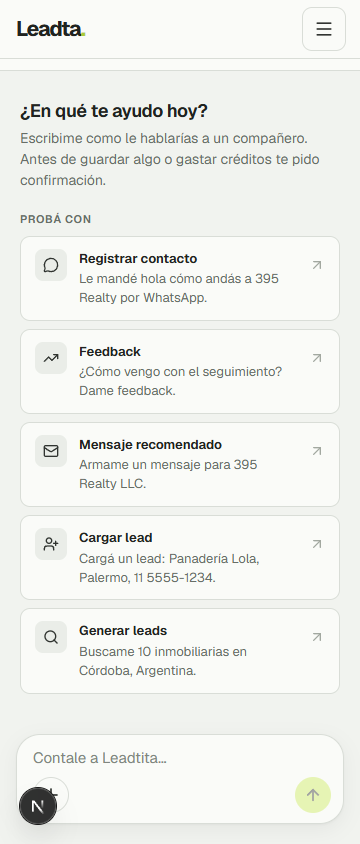 Leadta.
¿En qué te ayudo hoy?
Escribime como le hablarías a un compañero.
Antes de guardar algo o gastar créditos te pido
confirmación.
PROBÁ CON
Registrar contacto
Le mandé hola cómo andás a 395
Realty por WhatsApp.
Feedback
¿Cómo vengo con el seguimiento?
Dame feedback.
Mensaje recomendado
Armame un mensaje para 395
Realty LLC.
Cargar lead
Cargá un lead: Panadería Lola,
Palermo, 11 5555-1234.
Generar leads
Buscame 10 inmobiliarias en
Córdoba, Argentina.
Contale a Leadtita...
N